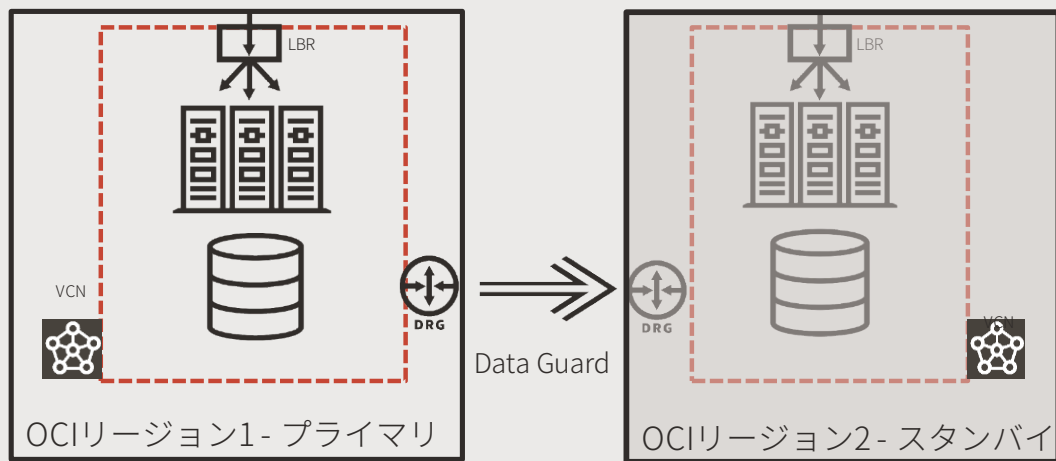 LBR
VCN
DRG
OCIリージョン1 - プライマリ
Data Guard
LBR
DRG
VCN
OCIリージョン2 - スタンバイ